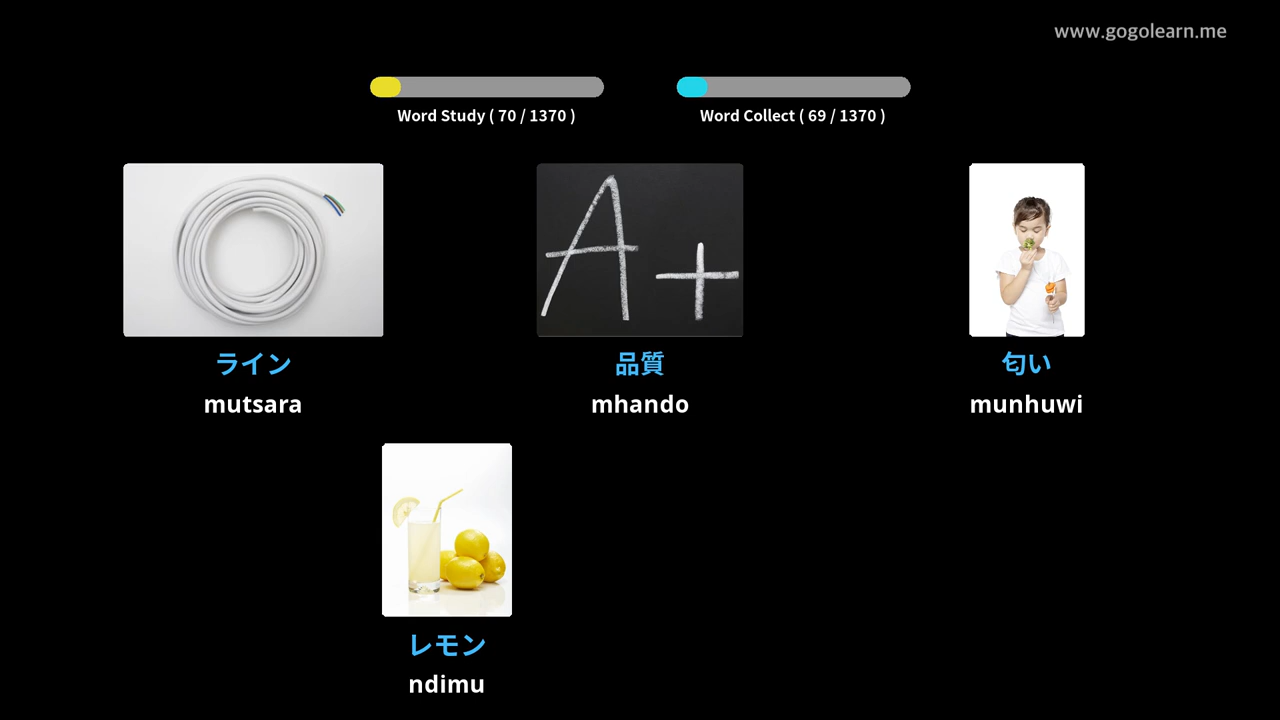 www.gogolearn.me
Word Study ( 70 / 1370 )
Word Collect ( 69 / 1370 )
A+
ライン
mutsara
品質
mhando
匂い
munhuwi
レモン
ndimu